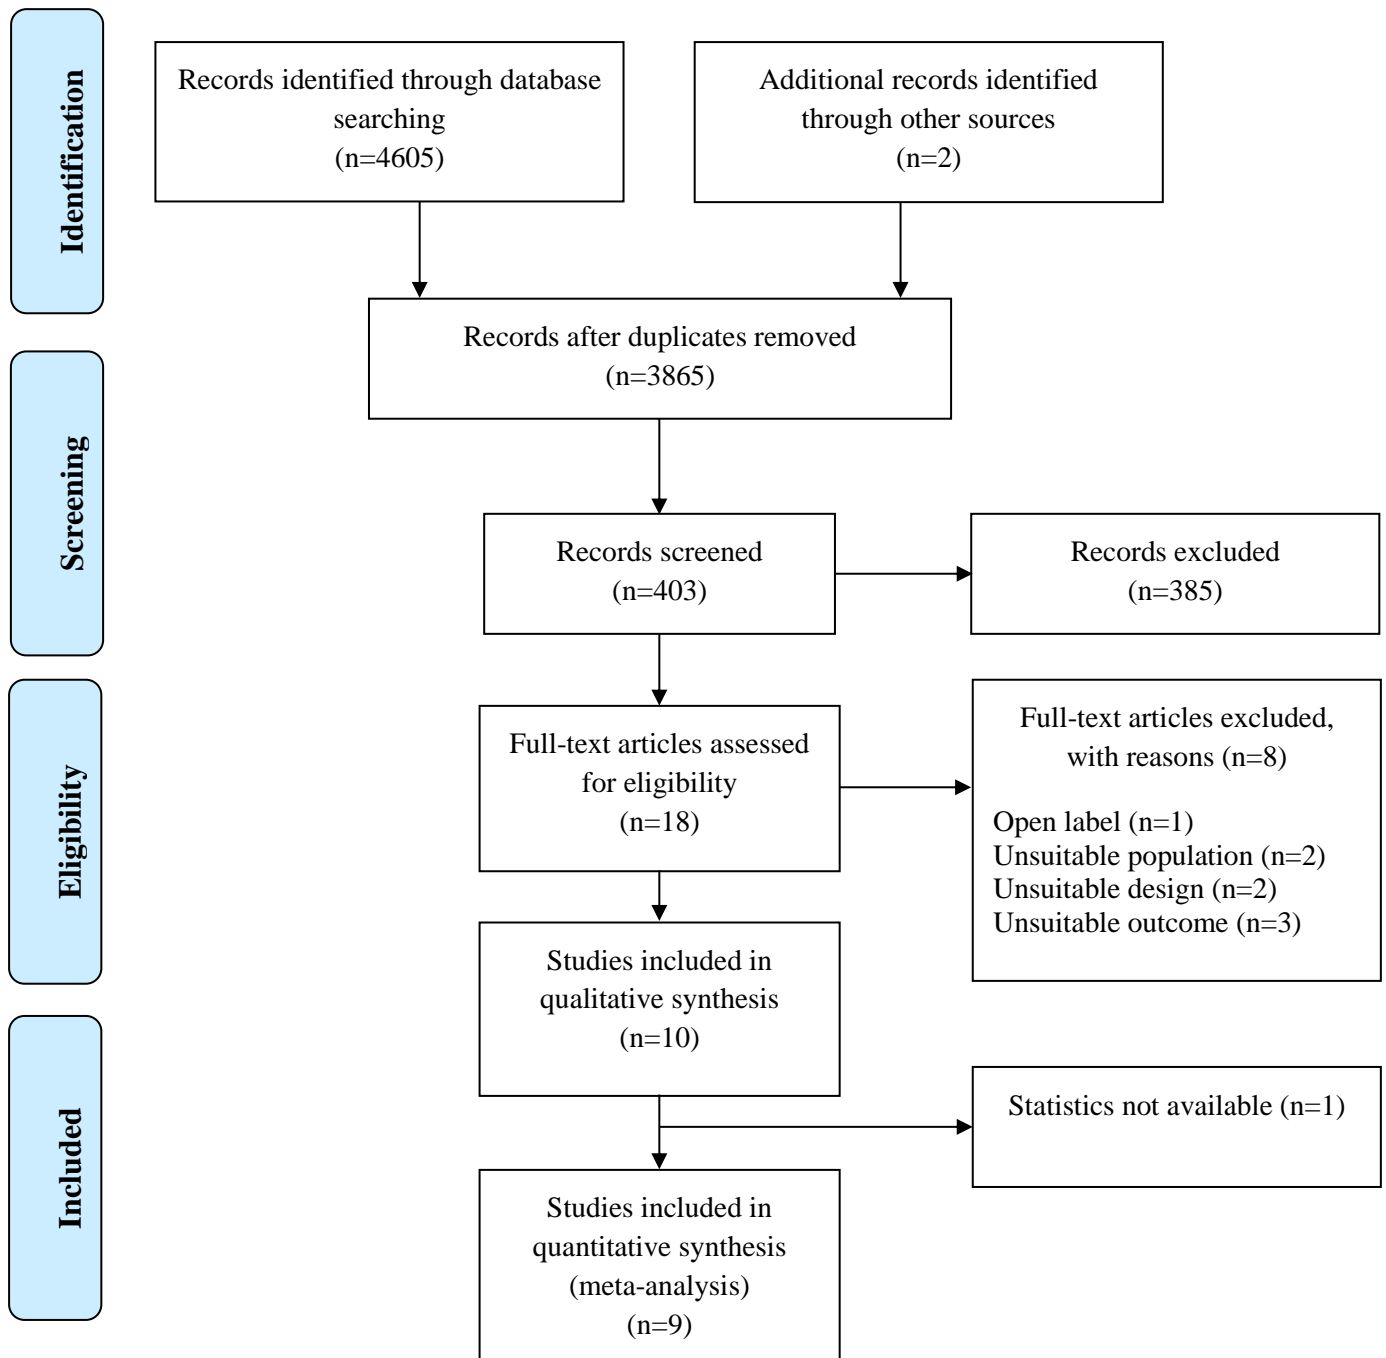 Identification
Records identified through database
searching
(n=4605)
Additional records identified
through other sources
(n=2)
Records after duplicates removed
(n=3865)
Screening
Records screened
(n=403)
Records excluded
(n=385)
Eligibility
Full-text articles assessed
for eligibility
(n=18)
Full-text articles excluded,
with reasons (n=8)
Open label (n=1)
Unsuitable population (n=2)
Unsuitable design (n=2)
Unsuitable outcome (n=3)
Studies included in
qualitative synthesis
(n=10)
Included
Statistics not available (n=1)
Studies included in
quantitative synthesis
(meta-analysis)
(n=9)